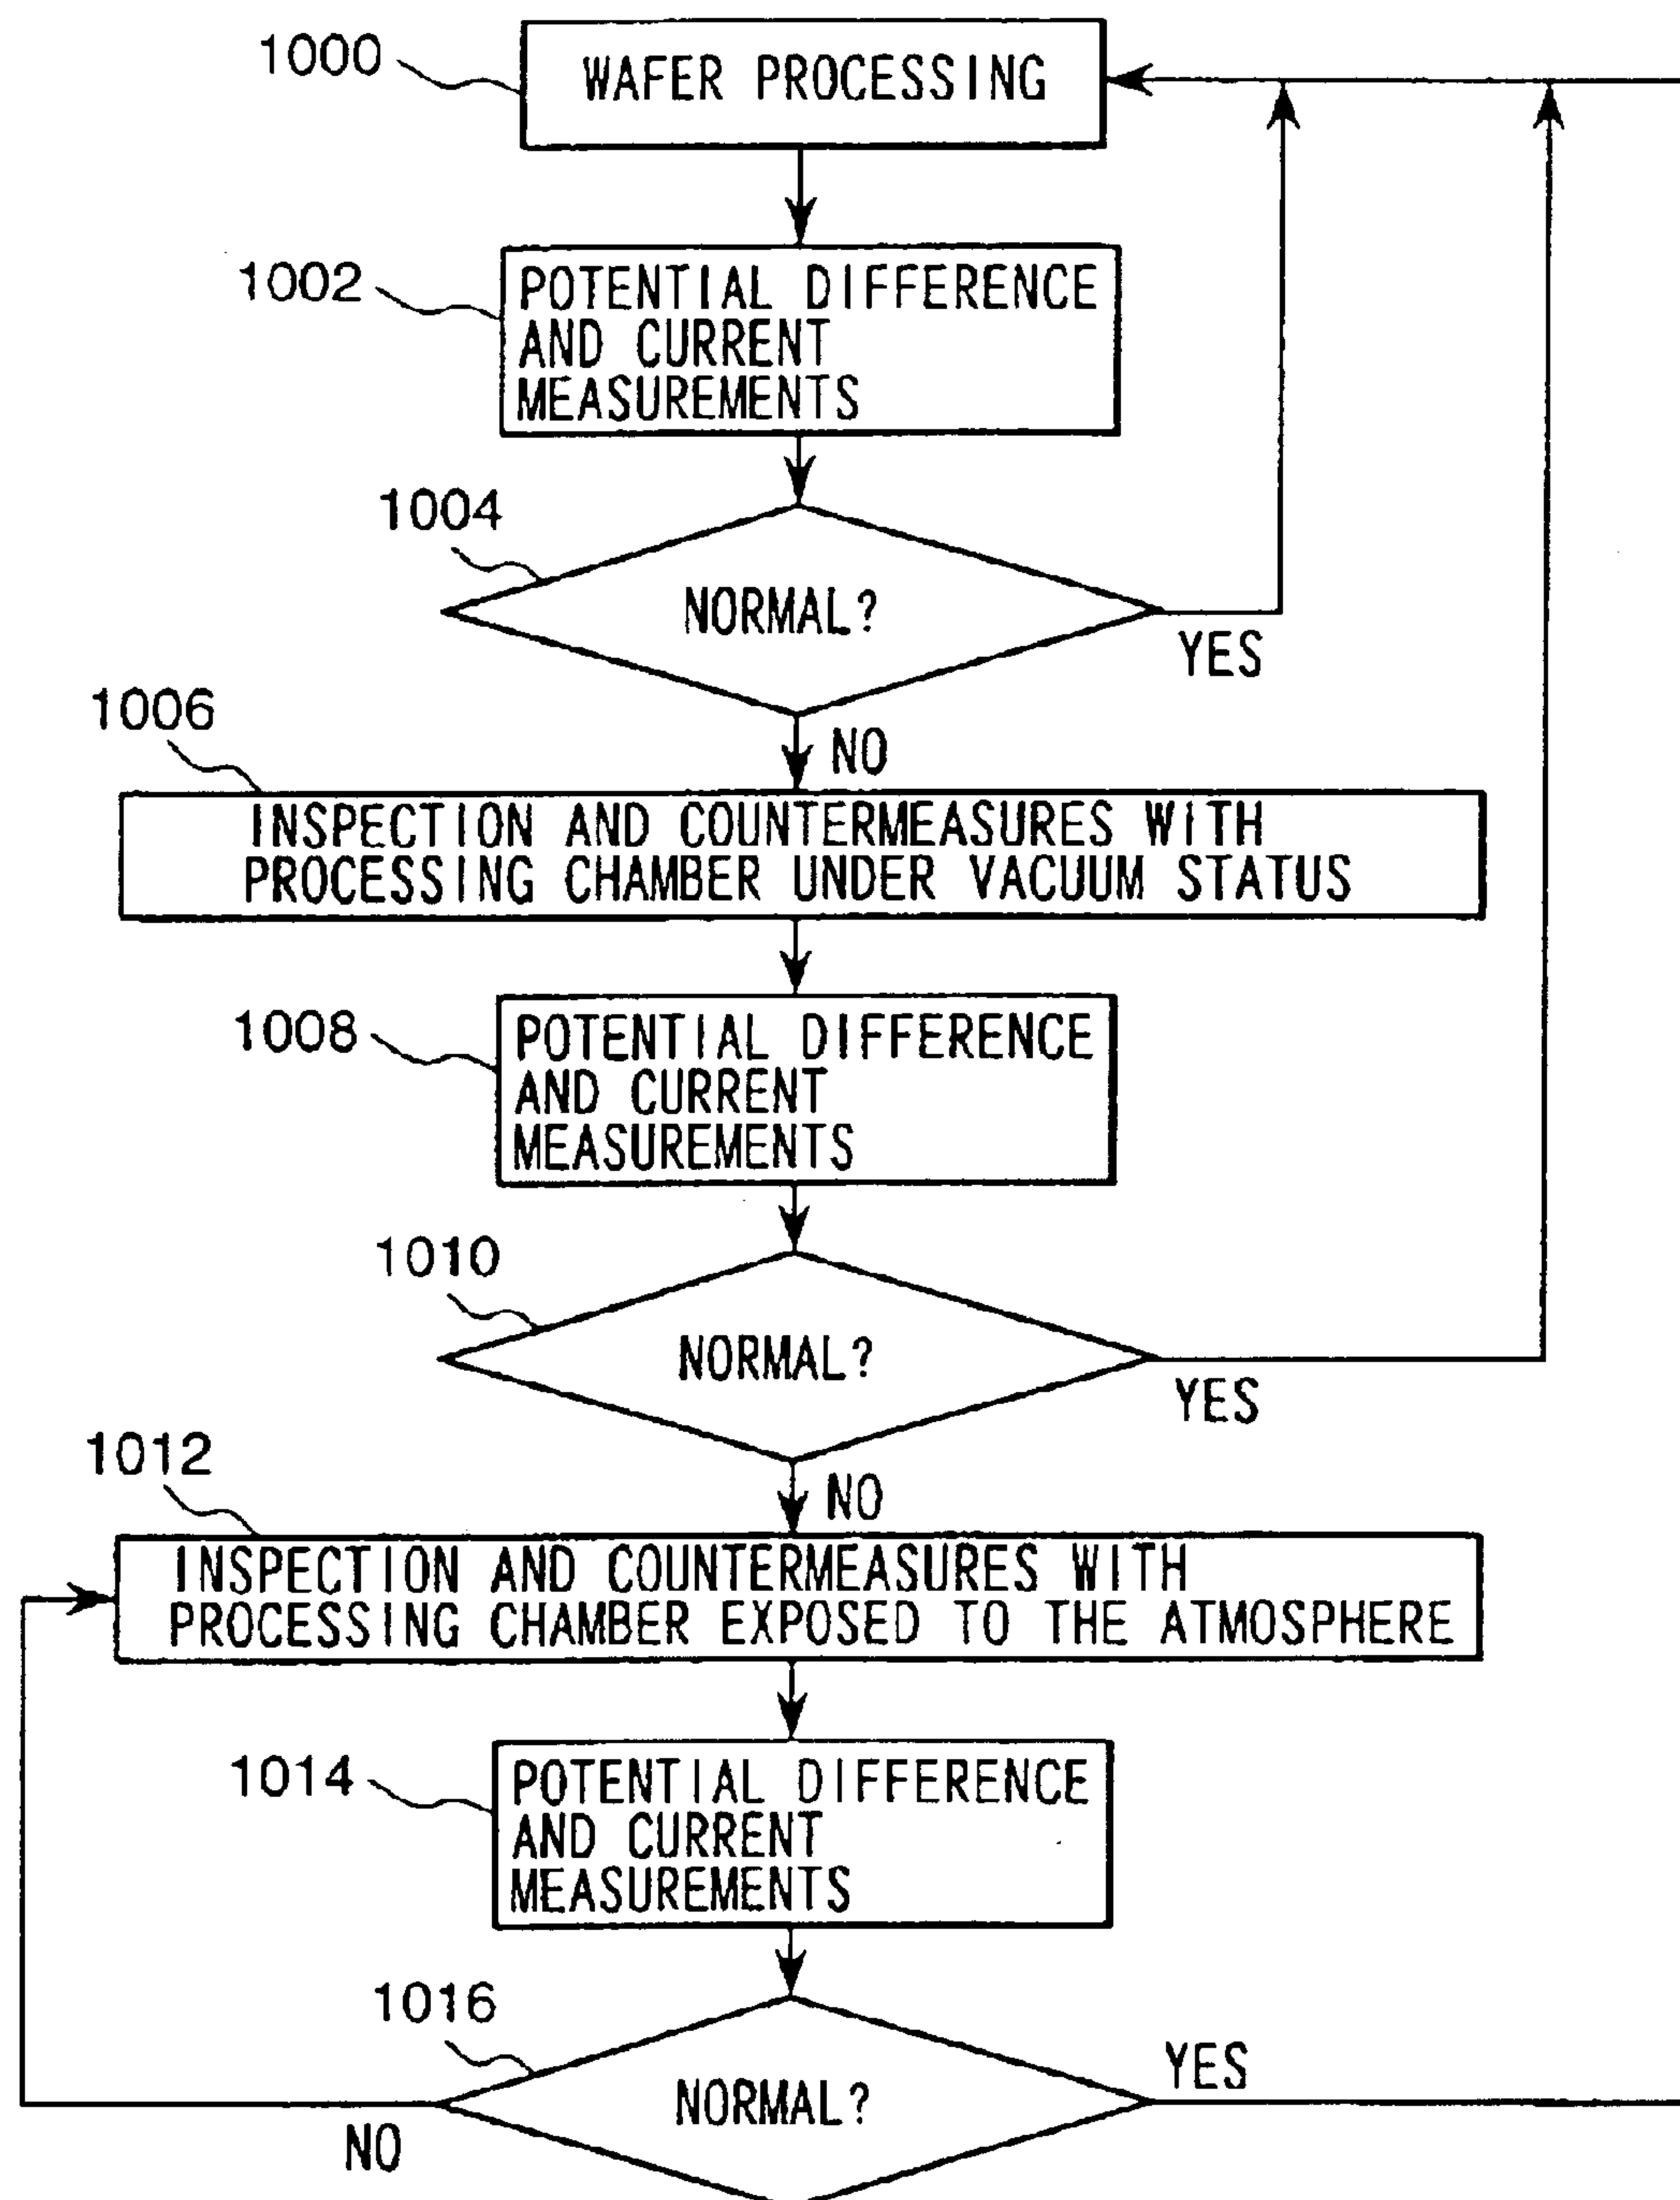 1000
WAFER PROCESSING
1002
POTENTIAL DIFFERENCE
AND CURRENT
MEASUREMENTS
1004
NORMAL?
YES
1006
NO
INSPECTION AND COUNTERMEASURES WITH
PROCESSING CHAMBER UNDER VACUUM STATUS
1008
POTENTIAL DIFFERENCE
AND CURRENT
MEASUREMENTS
1010
NORMAL?
YES
1012
NO
INSPECTION AND COUNTERMEASURES WITH
PROCESSING CHAMBER EXPOSED TO THE ATMOSPHERE
1014
POTENTIAL DIFFERENCE
AND CURRENT
MEASUREMENTS
1016
YES
NORMAL?
NO